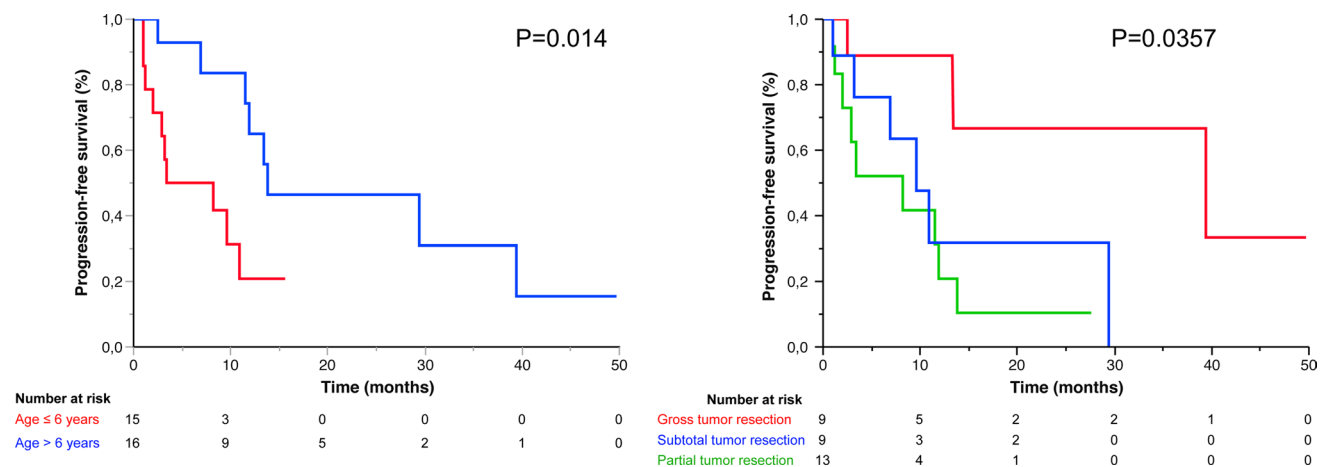 P=0.014
Progression-free survival (%)
1,0
0,8
0,6
0,4
0,2
0,0
0 10 20 30 40 50
Time (months)
Number at risk
Age ≤ 6 years 15 3 0 0 0 0
Age > 6 years 16 9 5 2 1 0
P=0.0357
Progression-free survival (%)
1,0
0,8
0,6
0,4
0,2
0,0
0 10 20 30 40 50
Time (months)
Number at risk
Gross tumor resection 9 5 2 2 1 0
Subtotal tumor resection 9 3 2 0 0 0
Partial tumor resection 13 4 1 0 0 0